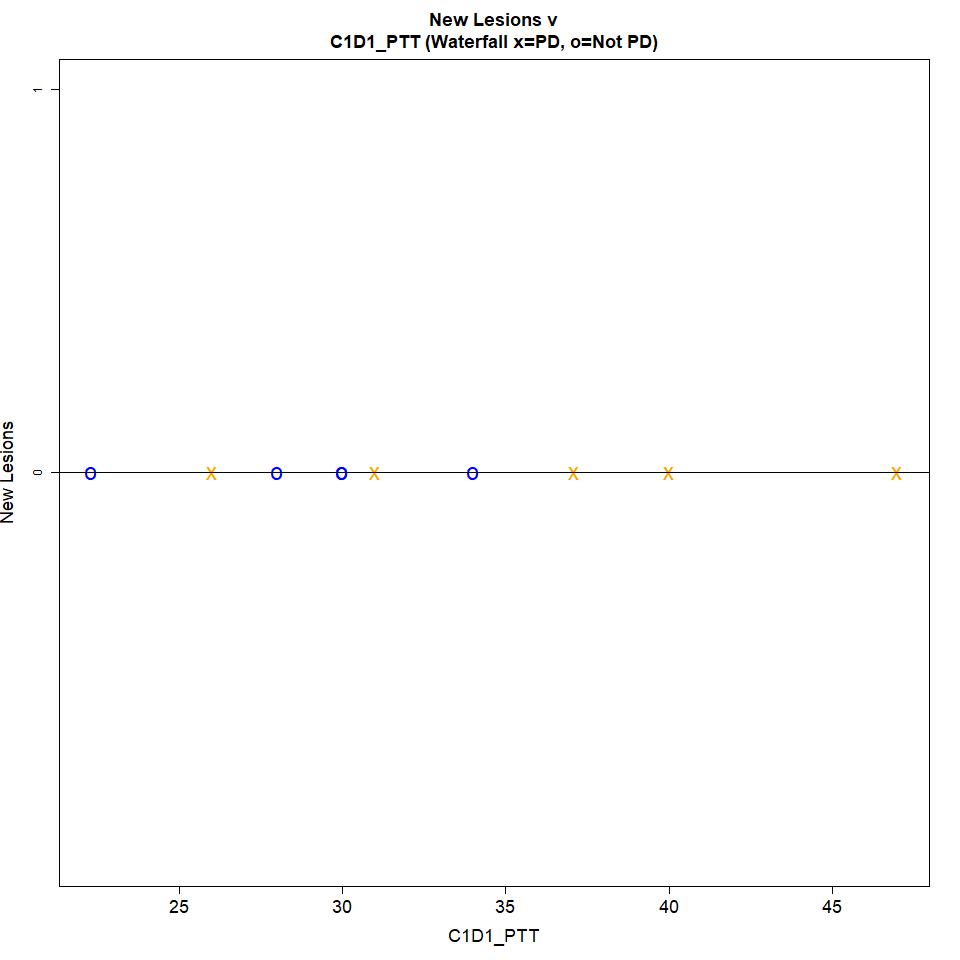 New Lesions v
C1D1_PTT (Waterfall x=PD, o=Not PD)
1
New Lesions
0
o x o o x o x x x
25 30 35 40 45
C1D1_PTT